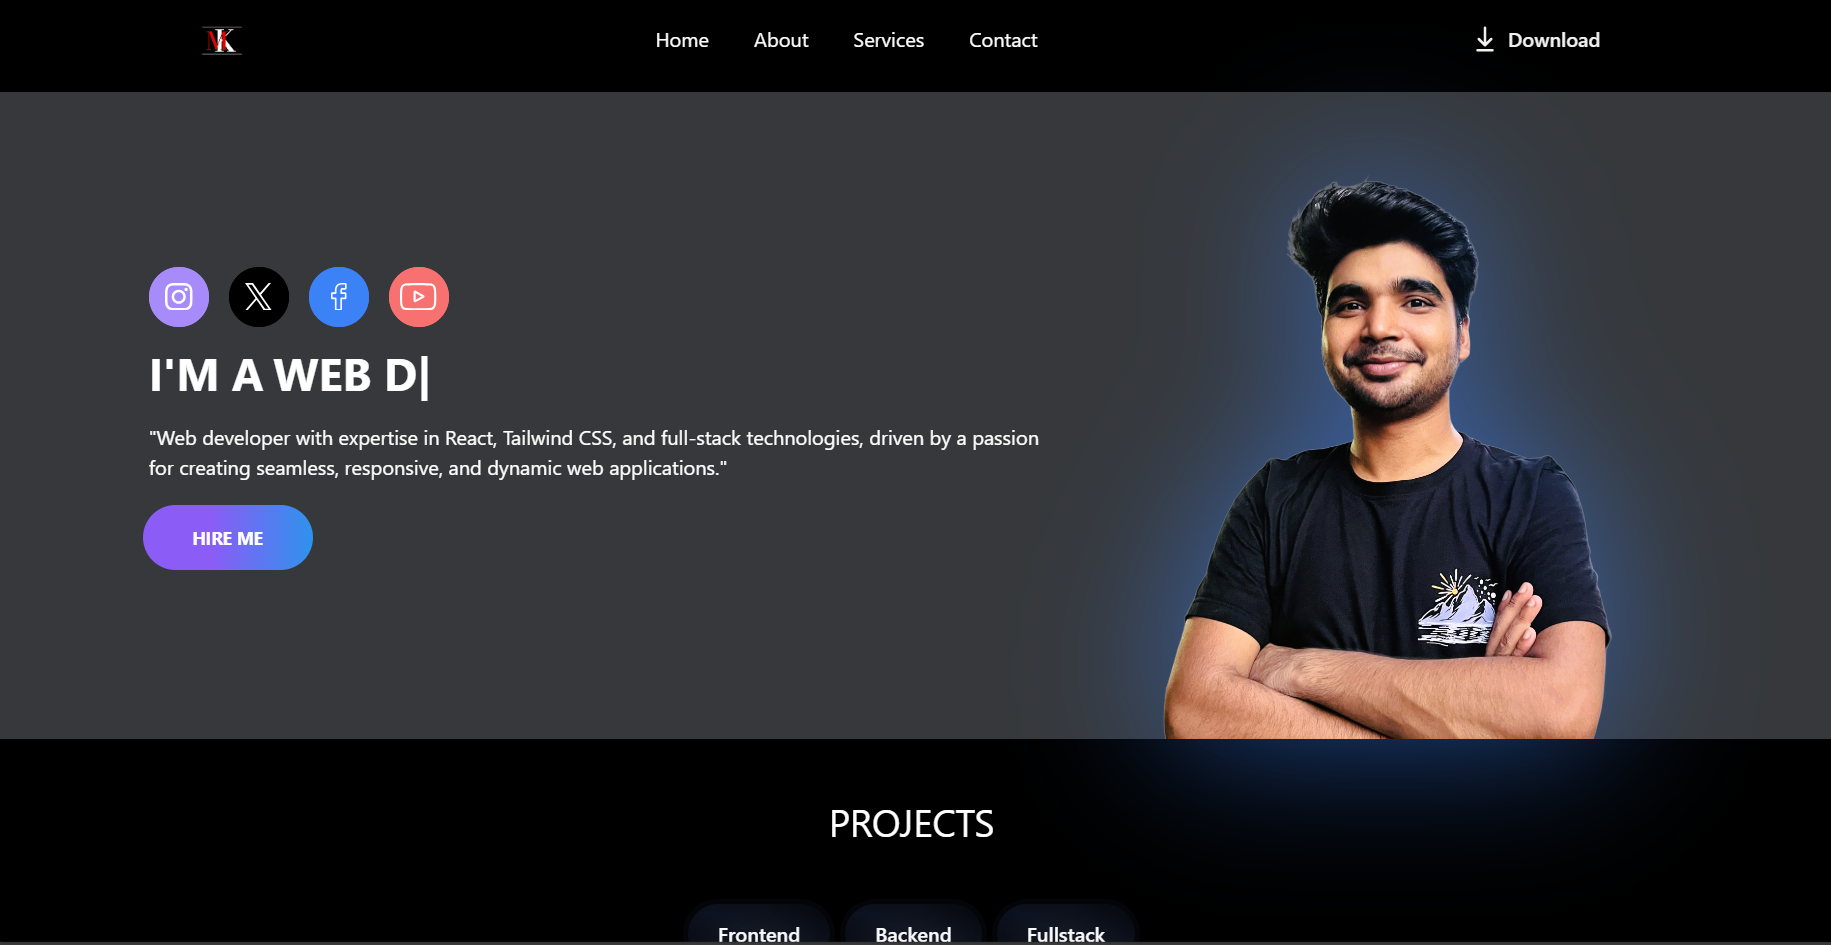 MK
Home About Services Contact
Download
I'M A WEB D|
"Web developer with expertise in React, Tailwind CSS, and full-stack technologies, driven by a passion
for creating seamless, responsive, and dynamic web applications."
HIRE ME
PROJECTS
Frontend Backend Fullstack